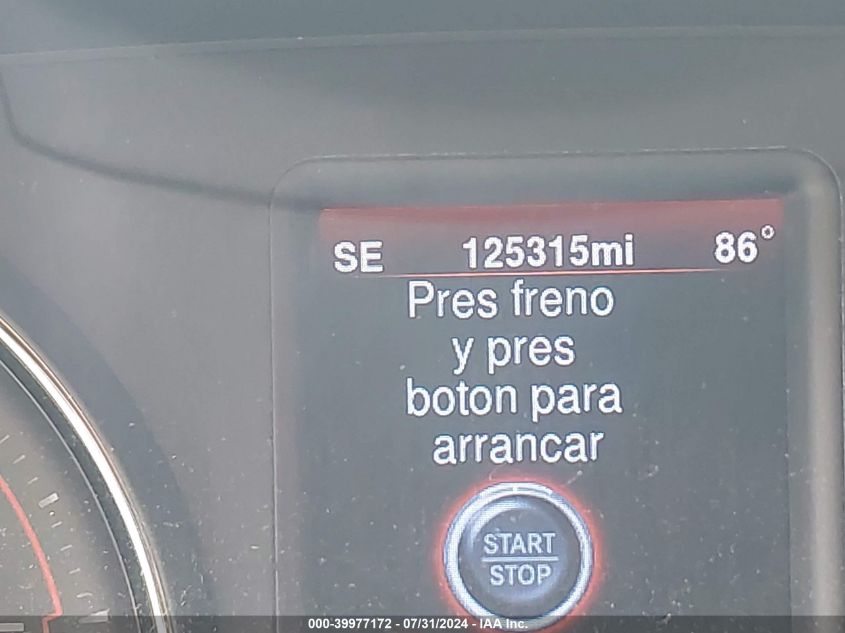 SE 125315mi 86°
Pres freno
y pres
boton para
arrancar
START
STOP
000-39977172 - 07/31/2024 - IAA Inc.